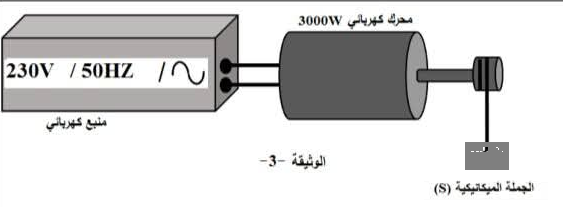 محرك كهربائي 3000W
230V / 50HZ /
منبع كهربائي
الوثيقة -3-
الجملة الميكانيكية (S)